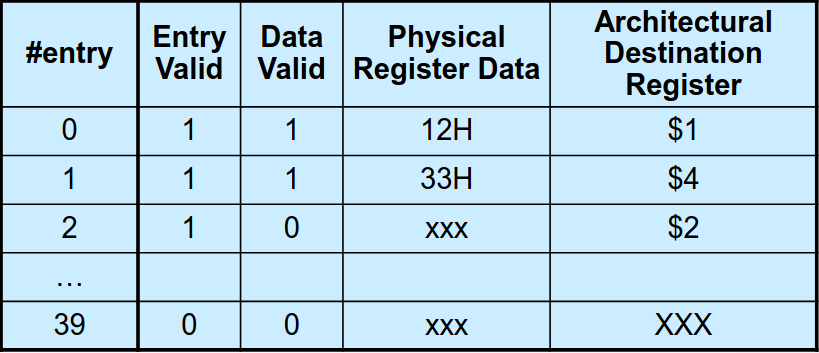 #entry Entry Valid Data Valid Physical Register Data Architectural Destination Register
0 1 1 12H $1
1 1 1 33H $4
2 1 0 xxx $2
...
39 0 0 xxx XXX